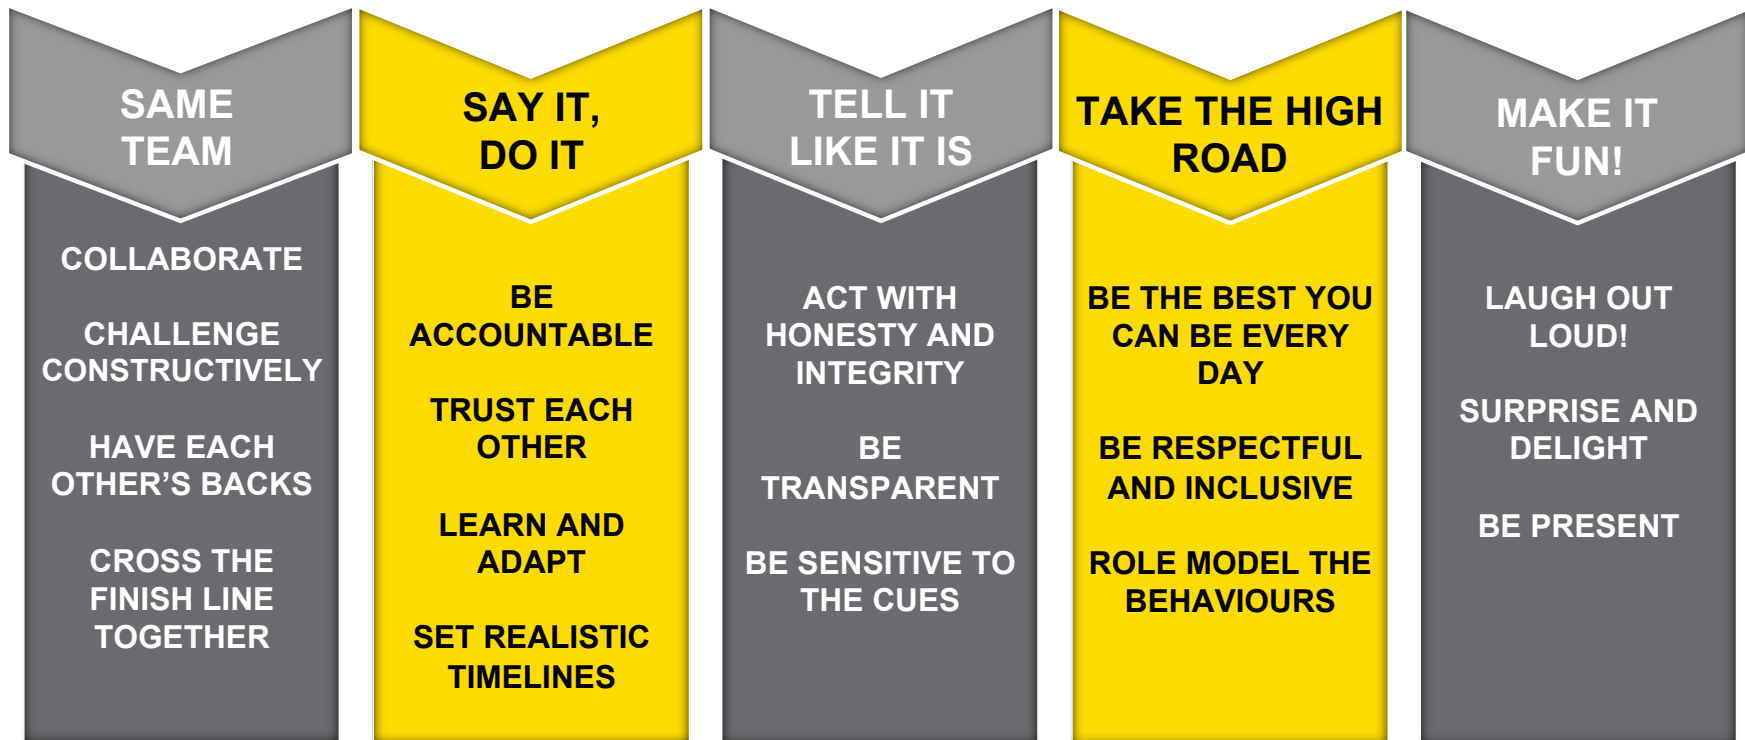 SAME
TEAM
COLLABORATE
CHALLENGE
CONSTRUCTIVELY
HAVE EACH
OTHER’S BACKS
CROSS THE
FINISH LINE
TOGETHER
SAY IT,
DO IT
BE
ACCOUNTABLE
TRUST EACH
OTHER
LEARN AND
ADAPT
SET REALISTIC
TIMELINES
TELL IT
LIKE IT IS
ACT WITH
HONESTY AND
INTEGRITY
BE
TRANSPARENT
BE SENSITIVE TO
THE CUES
TAKE THE HIGH
ROAD
BE THE BEST YOU
CAN BE EVERY
DAY
BE RESPECTFUL
AND INCLUSIVE
ROLE MODEL THE
BEHAVIOURS
MAKE IT
FUN!
LAUGH OUT
LOUD!
SURPRISE AND
DELIGHT
BE PRESENT